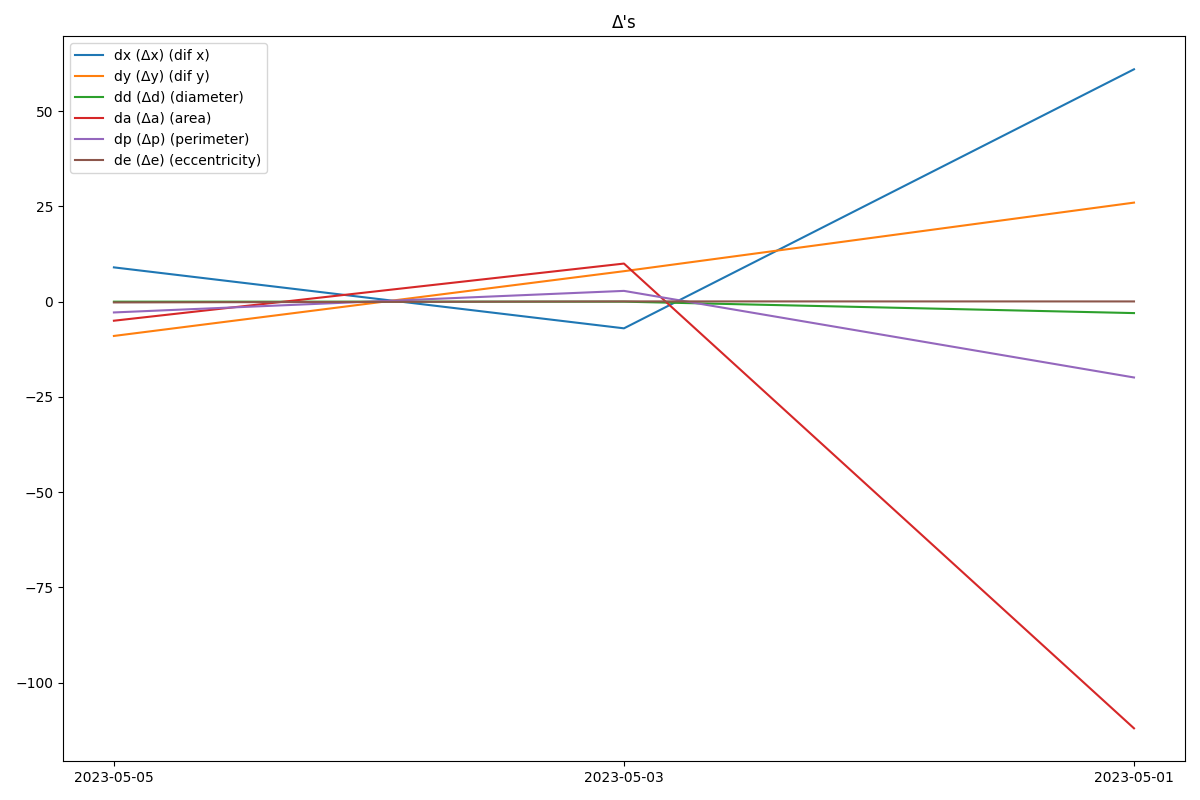 Δ's
dx (Δx) (dif x)
dy (Δy) (dif y)
dd (Δd) (diameter)
da (Δa) (area)
dp (Δp) (perimeter)
de (Δe) (eccentricity)
50
25
0
−25
−50
−75
−100
2023-05-05 2023-05-03 2023-05-01